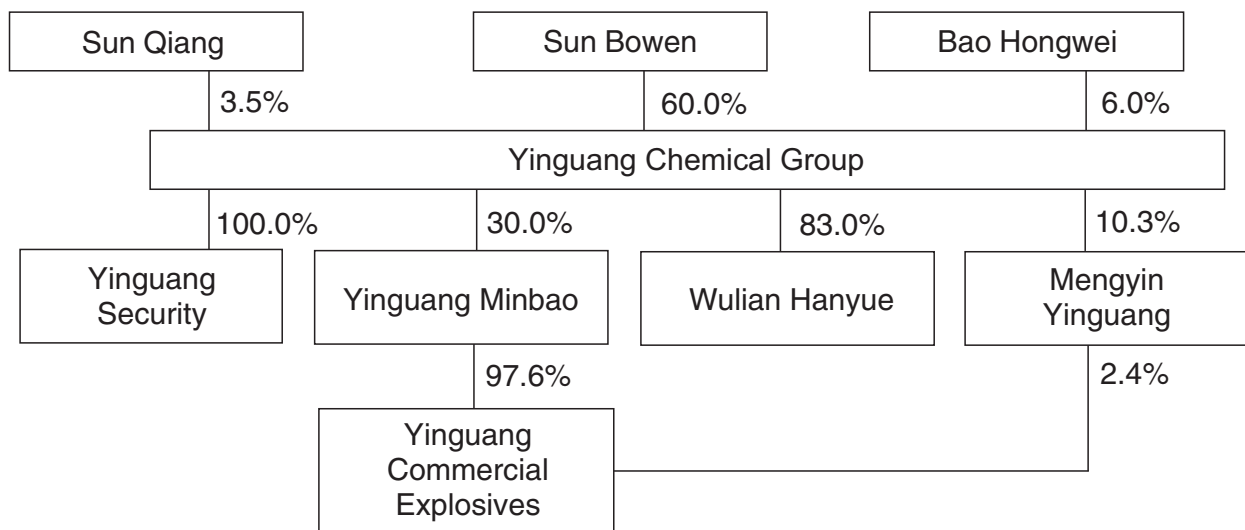 Sun Qiang
Sun Bowen
Bao Hongwei
3.5%
60.0%
6.0%
Yinguang Chemical Group
100.0%
30.0%
83.0%
10.3%
Yinguang
Security
Yinguang Minbao
Wulian Hanyue
Mengyin
Yinguang
97.6%
2.4%
Yinguang
Commercial
Explosives